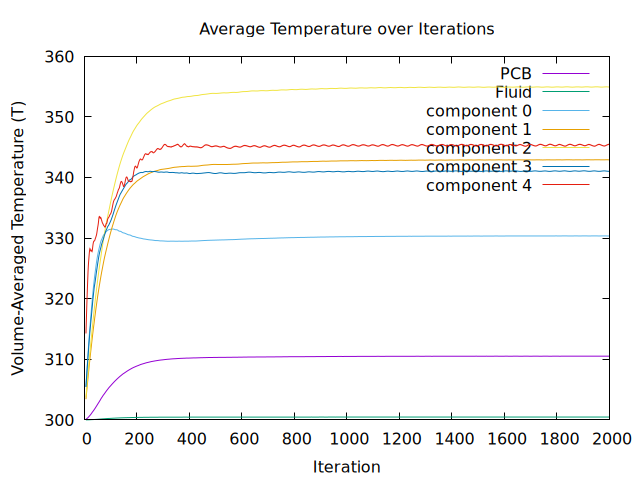 Average Temperature over Iterations
360
350
340
330
320
310
300
Volume-Averaged Temperature (T)
PCB
Fluid
component 0
component 1
component 2
component 3
component 4
0 200 400 600 800 1000 1200 1400 1600 1800 2000
Iteration